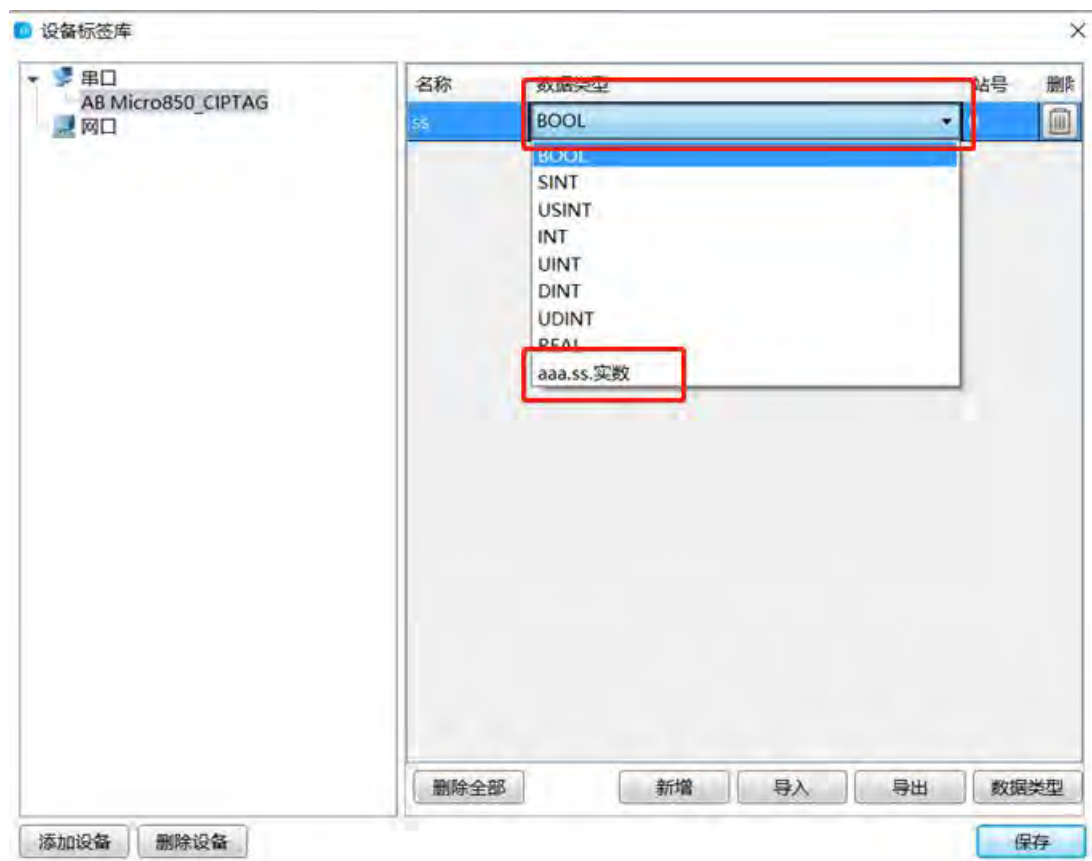 设备标签库
串口
AB Micro850_CIPTAG
网口
名称 数据类型 站号 删除
ss BOOL
BOOL
SINT
USINT
INT
UINT
DINT
UDINT
REAL
aaa.ss.实数
删除全部 新增 导入 导出 数据类型
添加设备 删除设备 保存